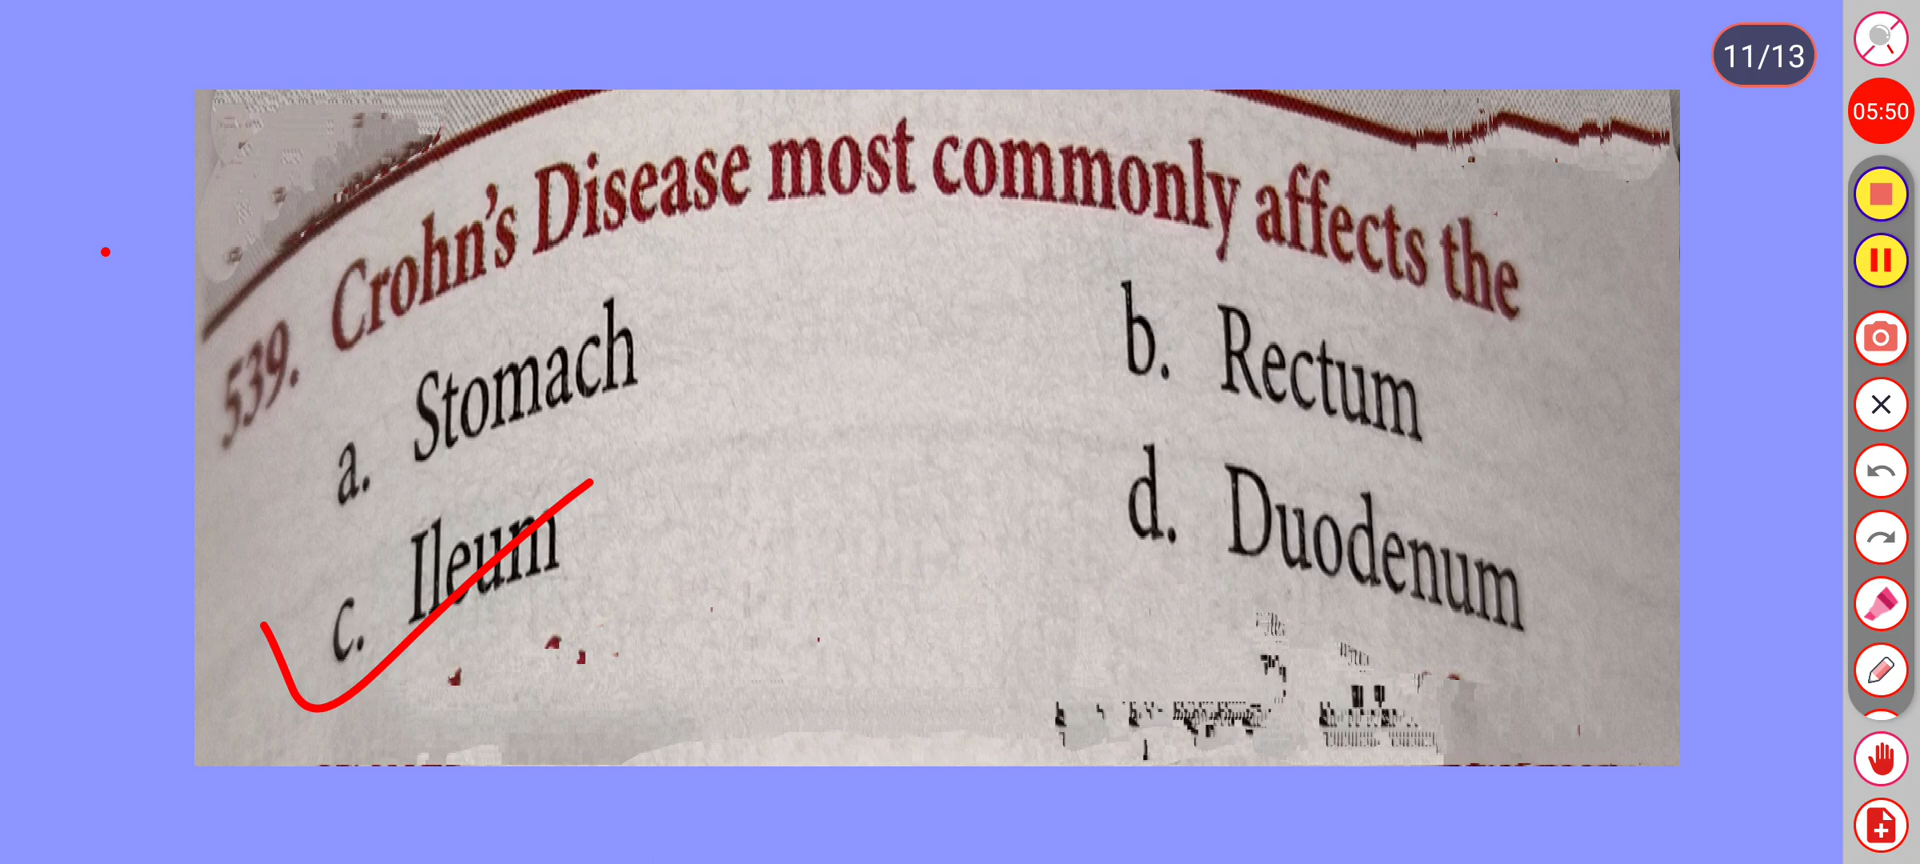 11/13
05:50
539. Crohn's Disease most commonly affects the
a. Stomach
b. Rectum
c. Ileum
d. Duodenum